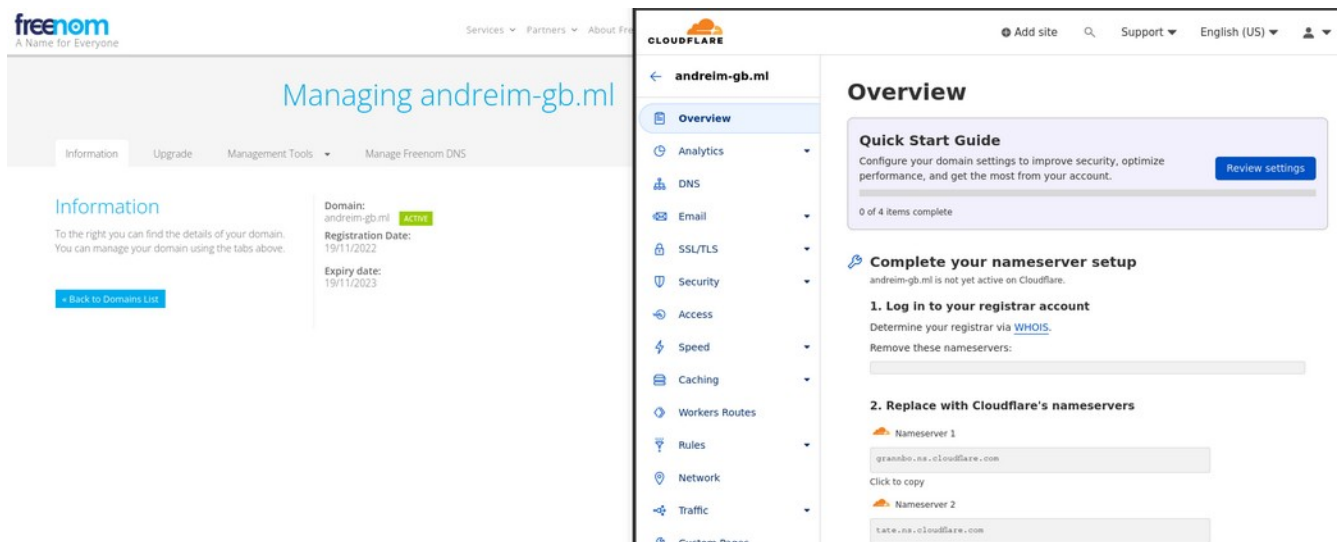 freenom
A Name for Everyone
Services Partners About Fre
Managing andreim-gb.ml
Information Upgrade Management Tools Manage Freenom DNS
Information
To the right you can find the details of your domain.
You can manage your domain using the tabs above.
« Back to Domains List
Domain:
andreim-gb.ml ACTIVE
Registration Date:
19/11/2022
Expiry date:
19/11/2023
CLOUDFLARE
Add site Support English (US)
andreim-gb.ml
Overview
Analytics
DNS
Email
SSL/TLS
Security
Access
Speed
Caching
Workers Routes
Rules
Network
Traffic
Custom Pages
Overview
Quick Start Guide
Configure your domain settings to improve security, optimize
performance, and get the most from your account.
Review settings
0 of 4 items complete
Complete your nameserver setup
andreim-gb.ml is not yet active on Cloudflare.
1. Log in to your registrar account
Determine your registrar via WHOIS.
Remove these nameservers:
2. Replace with Cloudflare's nameservers
Nameserver 1
grannbo.ns.cloudflare.com
Click to copy
Nameserver 2
tate.ns.cloudflare.com